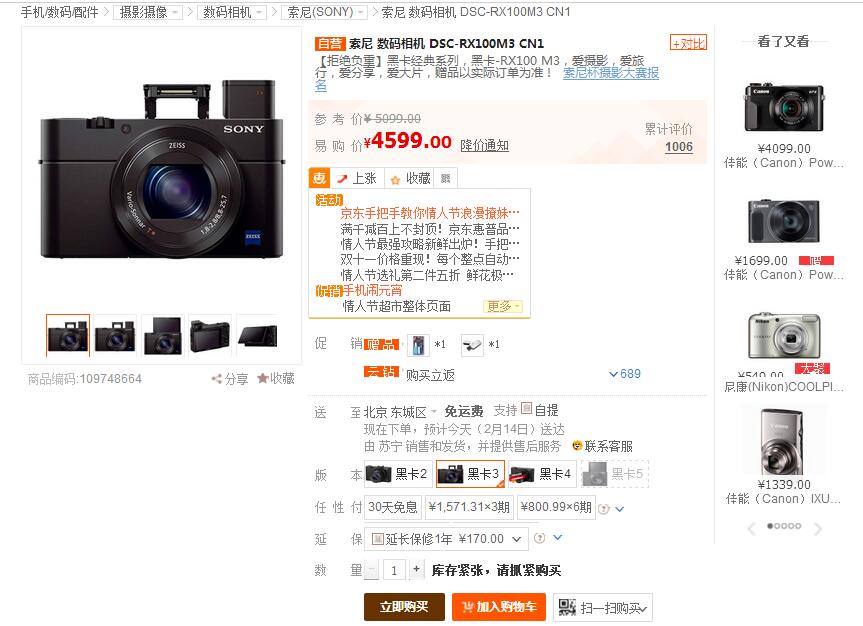 手机/数码/配件 > 摄影摄像 > 数码相机 > 索尼(SONY) > 索尼 数码相机 DSC-RX100M3 CN1
SONY
ZEISS
Vario-Sonnar T* 1,8-2,8/8,8-25,7
ZEISS
商品编码:109748664
分享
收藏
自营 索尼 数码相机 DSC-RX100M3 CN1
+对比
【拒绝负重】黑卡经典系列，黑卡-RX100 M3，爱摄影，爱旅
行，爱分享，爱大片，赠品以实际订单为准！ 索尼杯摄影大赛报
名
参 考 价 ¥ 5099.00
易 购 价 ¥4599.00 降价通知
累计评价
1006
惠 上涨 收藏
活动
京东手把手教你情人节浪漫撞妹···
满千减百上不封顶！京东惠普品···
情人节最强攻略新鲜出炉！手把···
双十一价格重现！每个整点自动···
情人节选礼第二件五折 鲜花极···
促销手机闹元宵
情人节超市整体页面 更多
促 销 赠品 *1 *1
云钻 购买立返 689
送 至 北京 东城区 免运费 支持 自提
现在下单，预计今天（2月14日）送达
由 苏宁 销售和发货，并提供售后服务 联系客服
版 本 黑卡2 黑卡3 黑卡4 黑卡5
任 性 付 30天免息 ¥1,571.31×3期 ¥800.99×6期
延 保 延长保修1年 ¥170.00
数 量 − 1 + 库存紧张，请抓紧购买
立即购买 加入购物车 扫一扫购买
看了又看
Canon
¥4099.00
佳能（Canon）Pow...
Canon
¥1699.00
佳能（Canon）Pow...
Nikon
¥549.00
尼康(Nikon)COOLPI...
Canon
¥1339.00
佳能（Canon）IXU...